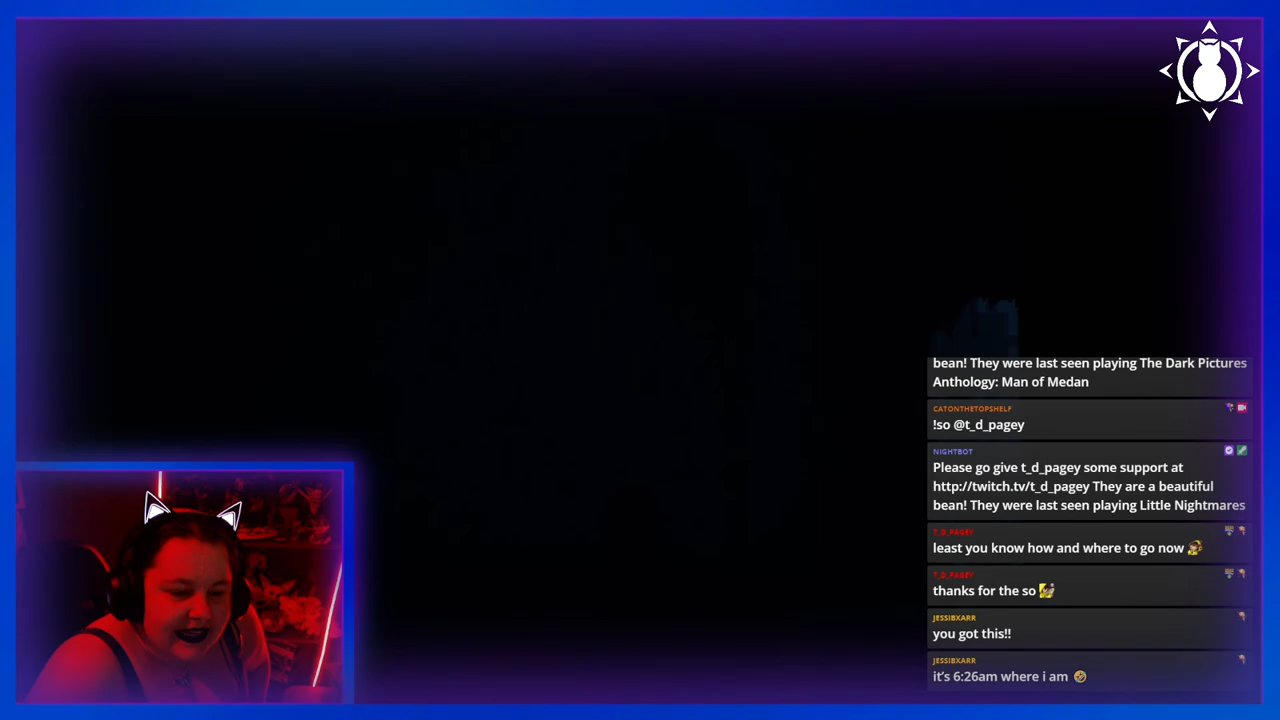 bean! They were last seen playing The Dark Pictures
Anthology: Man of Medan
CATONTHETOPSHELF
!so @t_d_pagey
NIGHTBOT
Please go give t_d_pagey some support at
http://twitch.tv/t_d_pagey They are a beautiful
bean! They were last seen playing Little Nightmares
T_D_PAGEY
least you know how and where to go now
T_D_PAGEY
thanks for the so
JESSIBXARR
you got this!!
JESSIBXARR
it's 6:26am where i am